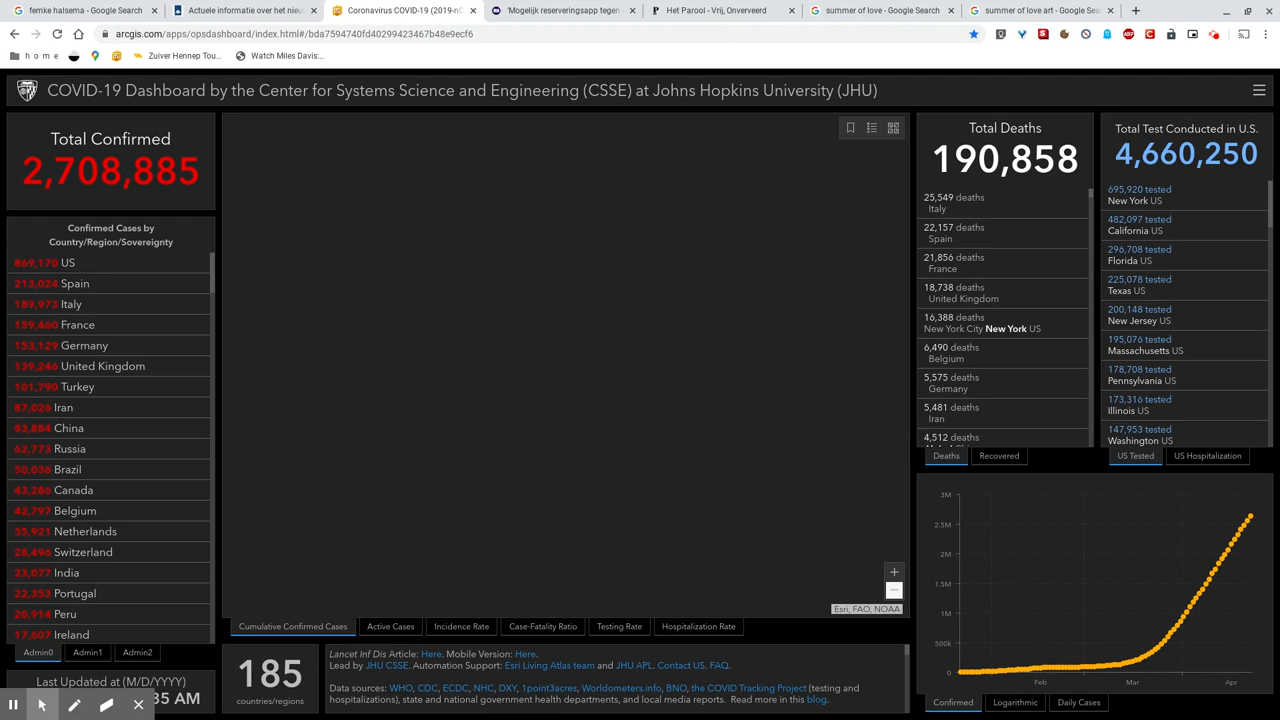 femke halsema - Google Search
Actuele informatie over het nieu
Coronavirus COVID-19 (2019-nC
'Mogelijk reserveringsapp tegen
Het Parool - Vrij, Onverveerd
summer of love - Google Search
summer of love art - Google Sea
arcgis.com/apps/opsdashboard/index.html#/bda7594740fd40299423467b48e9ecf6
h o m e
Zuiver Hennep Tou...
Watch Miles Davis:...
COVID-19 Dashboard by the Center for Systems Science and Engineering (CSSE) at Johns Hopkins University (JHU)
Total Confirmed
2,708,885
Confirmed Cases by
Country/Region/Sovereignty
869,170 US
213,024 Spain
189,973 Italy
159,460 France
153,129 Germany
139,246 United Kingdom
101,790 Turkey
87,026 Iran
83,884 China
62,773 Russia
50,036 Brazil
43,286 Canada
42,797 Belgium
35,921 Netherlands
28,496 Switzerland
23,077 India
22,353 Portugal
20,914 Peru
17,607 Ireland
Admin0
Admin1
Admin2
Last Updated at (M/D/YYYY)
35 AM
Esri, FAO, NOAA
Cumulative Confirmed Cases
Active Cases
Incidence Rate
Case-Fatality Ratio
Testing Rate
Hospitalization Rate
185
countries/regions
Lancet Inf Dis Article: Here. Mobile Version: Here.
Lead by JHU CSSE. Automation Support: Esri Living Atlas team and JHU APL. Contact US. FAQ.
Data sources: WHO, CDC, ECDC, NHC, DXY, 1point3acres, Worldometers.info, BNO, the COVID Tracking Project (testing and
hospitalizations), state and national government health departments, and local media reports. Read more in this blog.
Total Deaths
190,858
25,549 deaths
Italy
22,157 deaths
Spain
21,856 deaths
France
18,738 deaths
United Kingdom
16,388 deaths
New York City New York US
6,490 deaths
Belgium
5,575 deaths
Germany
5,481 deaths
Iran
4,512 deaths
Deaths
Recovered
Total Test Conducted in U.S.
4,660,250
695,920 tested
New York US
482,097 tested
California US
296,708 tested
Florida US
225,078 tested
Texas US
200,148 tested
New Jersey US
195,076 tested
Massachusetts US
178,708 tested
Pennsylvania US
173,316 tested
Illinois US
147,953 tested
Washington US
US Tested
US Hospitalization
3M
2.5M
2M
1.5M
1M
500k
0
Feb
Mar
Apr
Confirmed
Logarithmic
Daily Cases